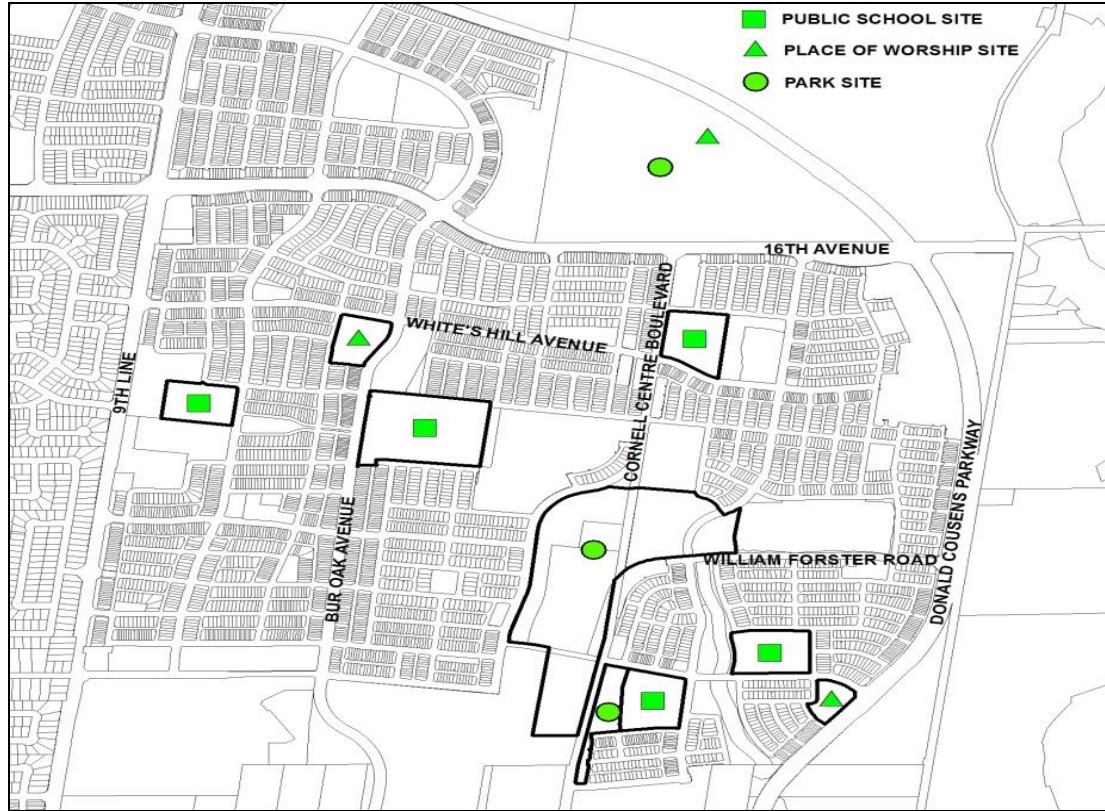 PUBLIC SCHOOL SITE
PLACE OF WORSHIP SITE
PARK SITE
16TH AVENUE
WHITE'S HILL AVENUE
CORNELL CENTRE BOULEVARD
9TH LINE
BUR OAK AVENUE
WILLIAM FORSTER ROAD
DONALD COUSENS PARKWAY